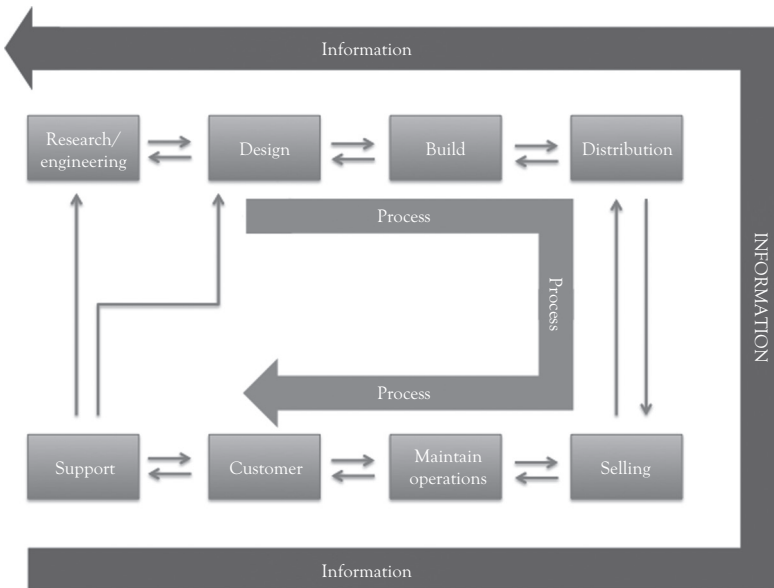 Information
Research/
engineering
Design
Build
Distribution
Process
INFORMATION
Process
Process
Support
Customer
Maintain
operations
Selling
Information